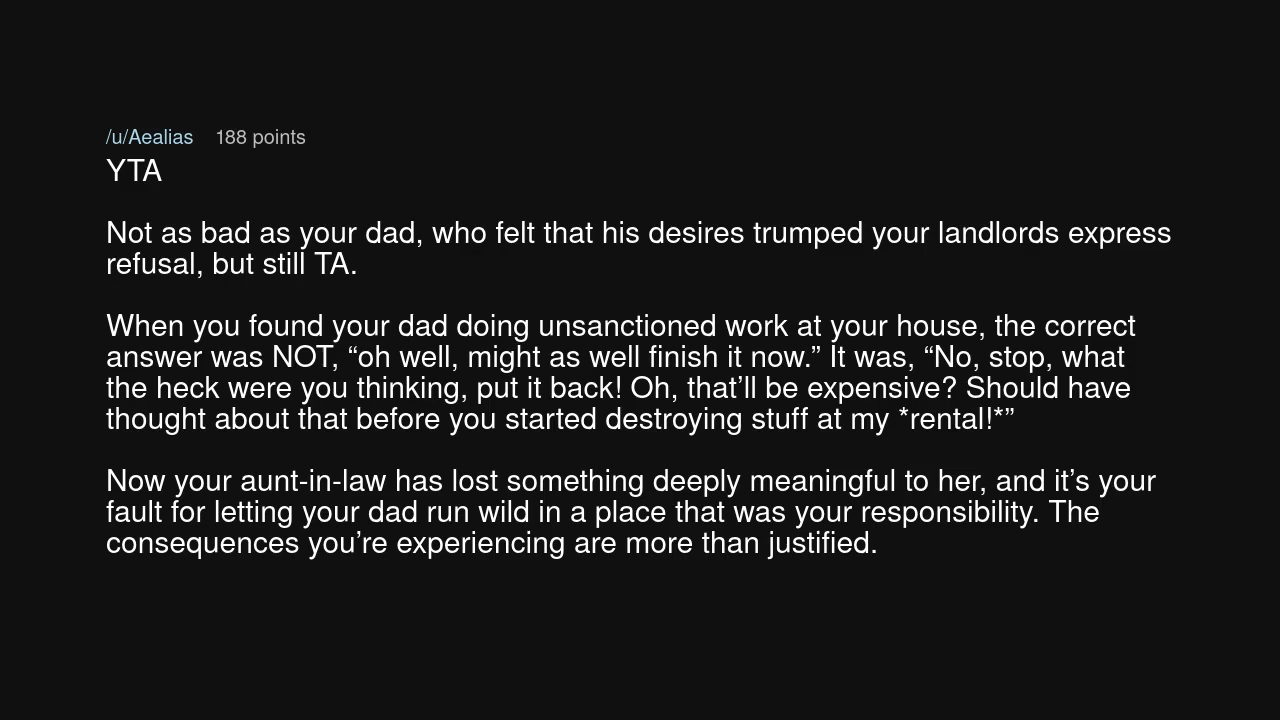 /u/Aealias 188 points
YTA
Not as bad as your dad, who felt that his desires trumped your landlords express
refusal, but still TA.
When you found your dad doing unsanctioned work at your house, the correct
answer was NOT, “oh well, might as well finish it now.” It was, “No, stop, what
the heck were you thinking, put it back! Oh, that’ll be expensive? Should have
thought about that before you started destroying stuff at my *rental!*”
Now your aunt-in-law has lost something deeply meaningful to her, and it’s your
fault for letting your dad run wild in a place that was your responsibility. The
consequences you’re experiencing are more than justified.